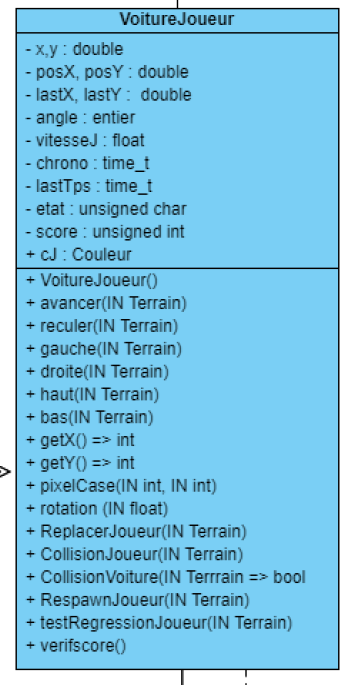 VoitureJoueur
- x,y : double
- posX, posY : double
- lastX, lastY :  double
- angle : entier
- vitesseJ : float
- chrono : time_t
- lastTps : time_t
- etat : unsigned char
- score : unsigned int
+ cJ : Couleur
+ VoitureJoueur()
+ avancer(IN Terrain)
+ reculer(IN Terrain)
+ gauche(IN Terrain)
+ droite(IN Terrain)
+ haut(IN Terrain)
+ bas(IN Terrain)
+ getX() => int
+ getY() => int
+ pixelCase(IN int, IN int)
+ rotation (IN float)
+ ReplacerJoueur(IN Terrain)
+ CollisionJoueur(IN Terrain)
+ CollisionVoiture(IN Terrrain => bool
+ RespawnJoueur(IN Terrain)
+ testRegressionJoueur(IN Terrain)
+ verifscore()